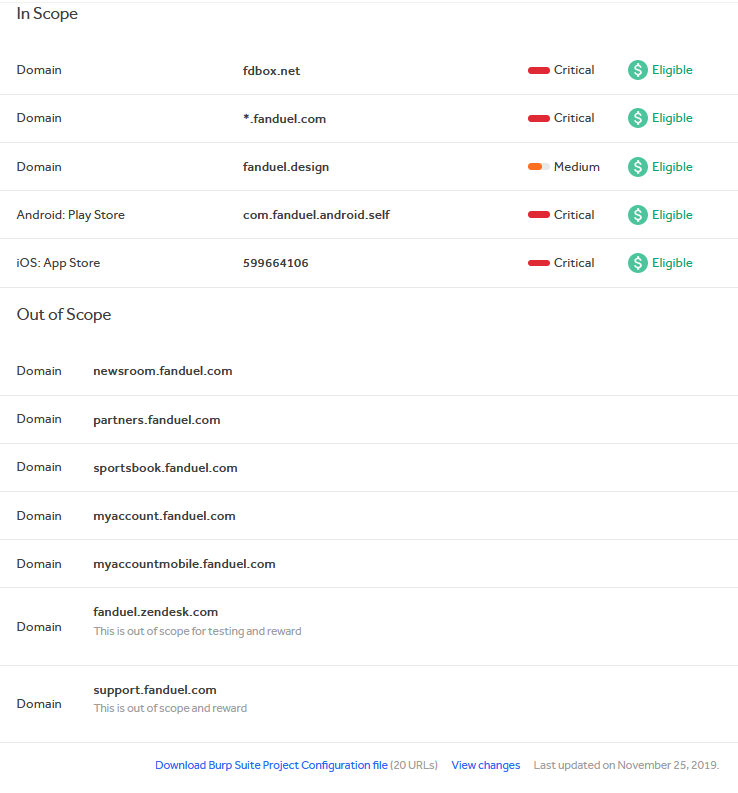 In Scope
Domain fdbox.net Critical $ Eligible
Domain *.fanduel.com Critical $ Eligible
Domain fanduel.design Medium $ Eligible
Android: Play Store com.fanduel.android.self Critical $ Eligible
iOS: App Store 599664106 Critical $ Eligible
Out of Scope
Domain newsroom.fanduel.com
Domain partners.fanduel.com
Domain sportsbook.fanduel.com
Domain myaccount.fanduel.com
Domain myaccountmobile.fanduel.com
fanduel.zendesk.com
Domain This is out of scope for testing and reward
support.fanduel.com
Domain This is out of scope and reward
Download Burp Suite Project Configuration file (20 URLs) View changes Last updated on November 25, 2019.